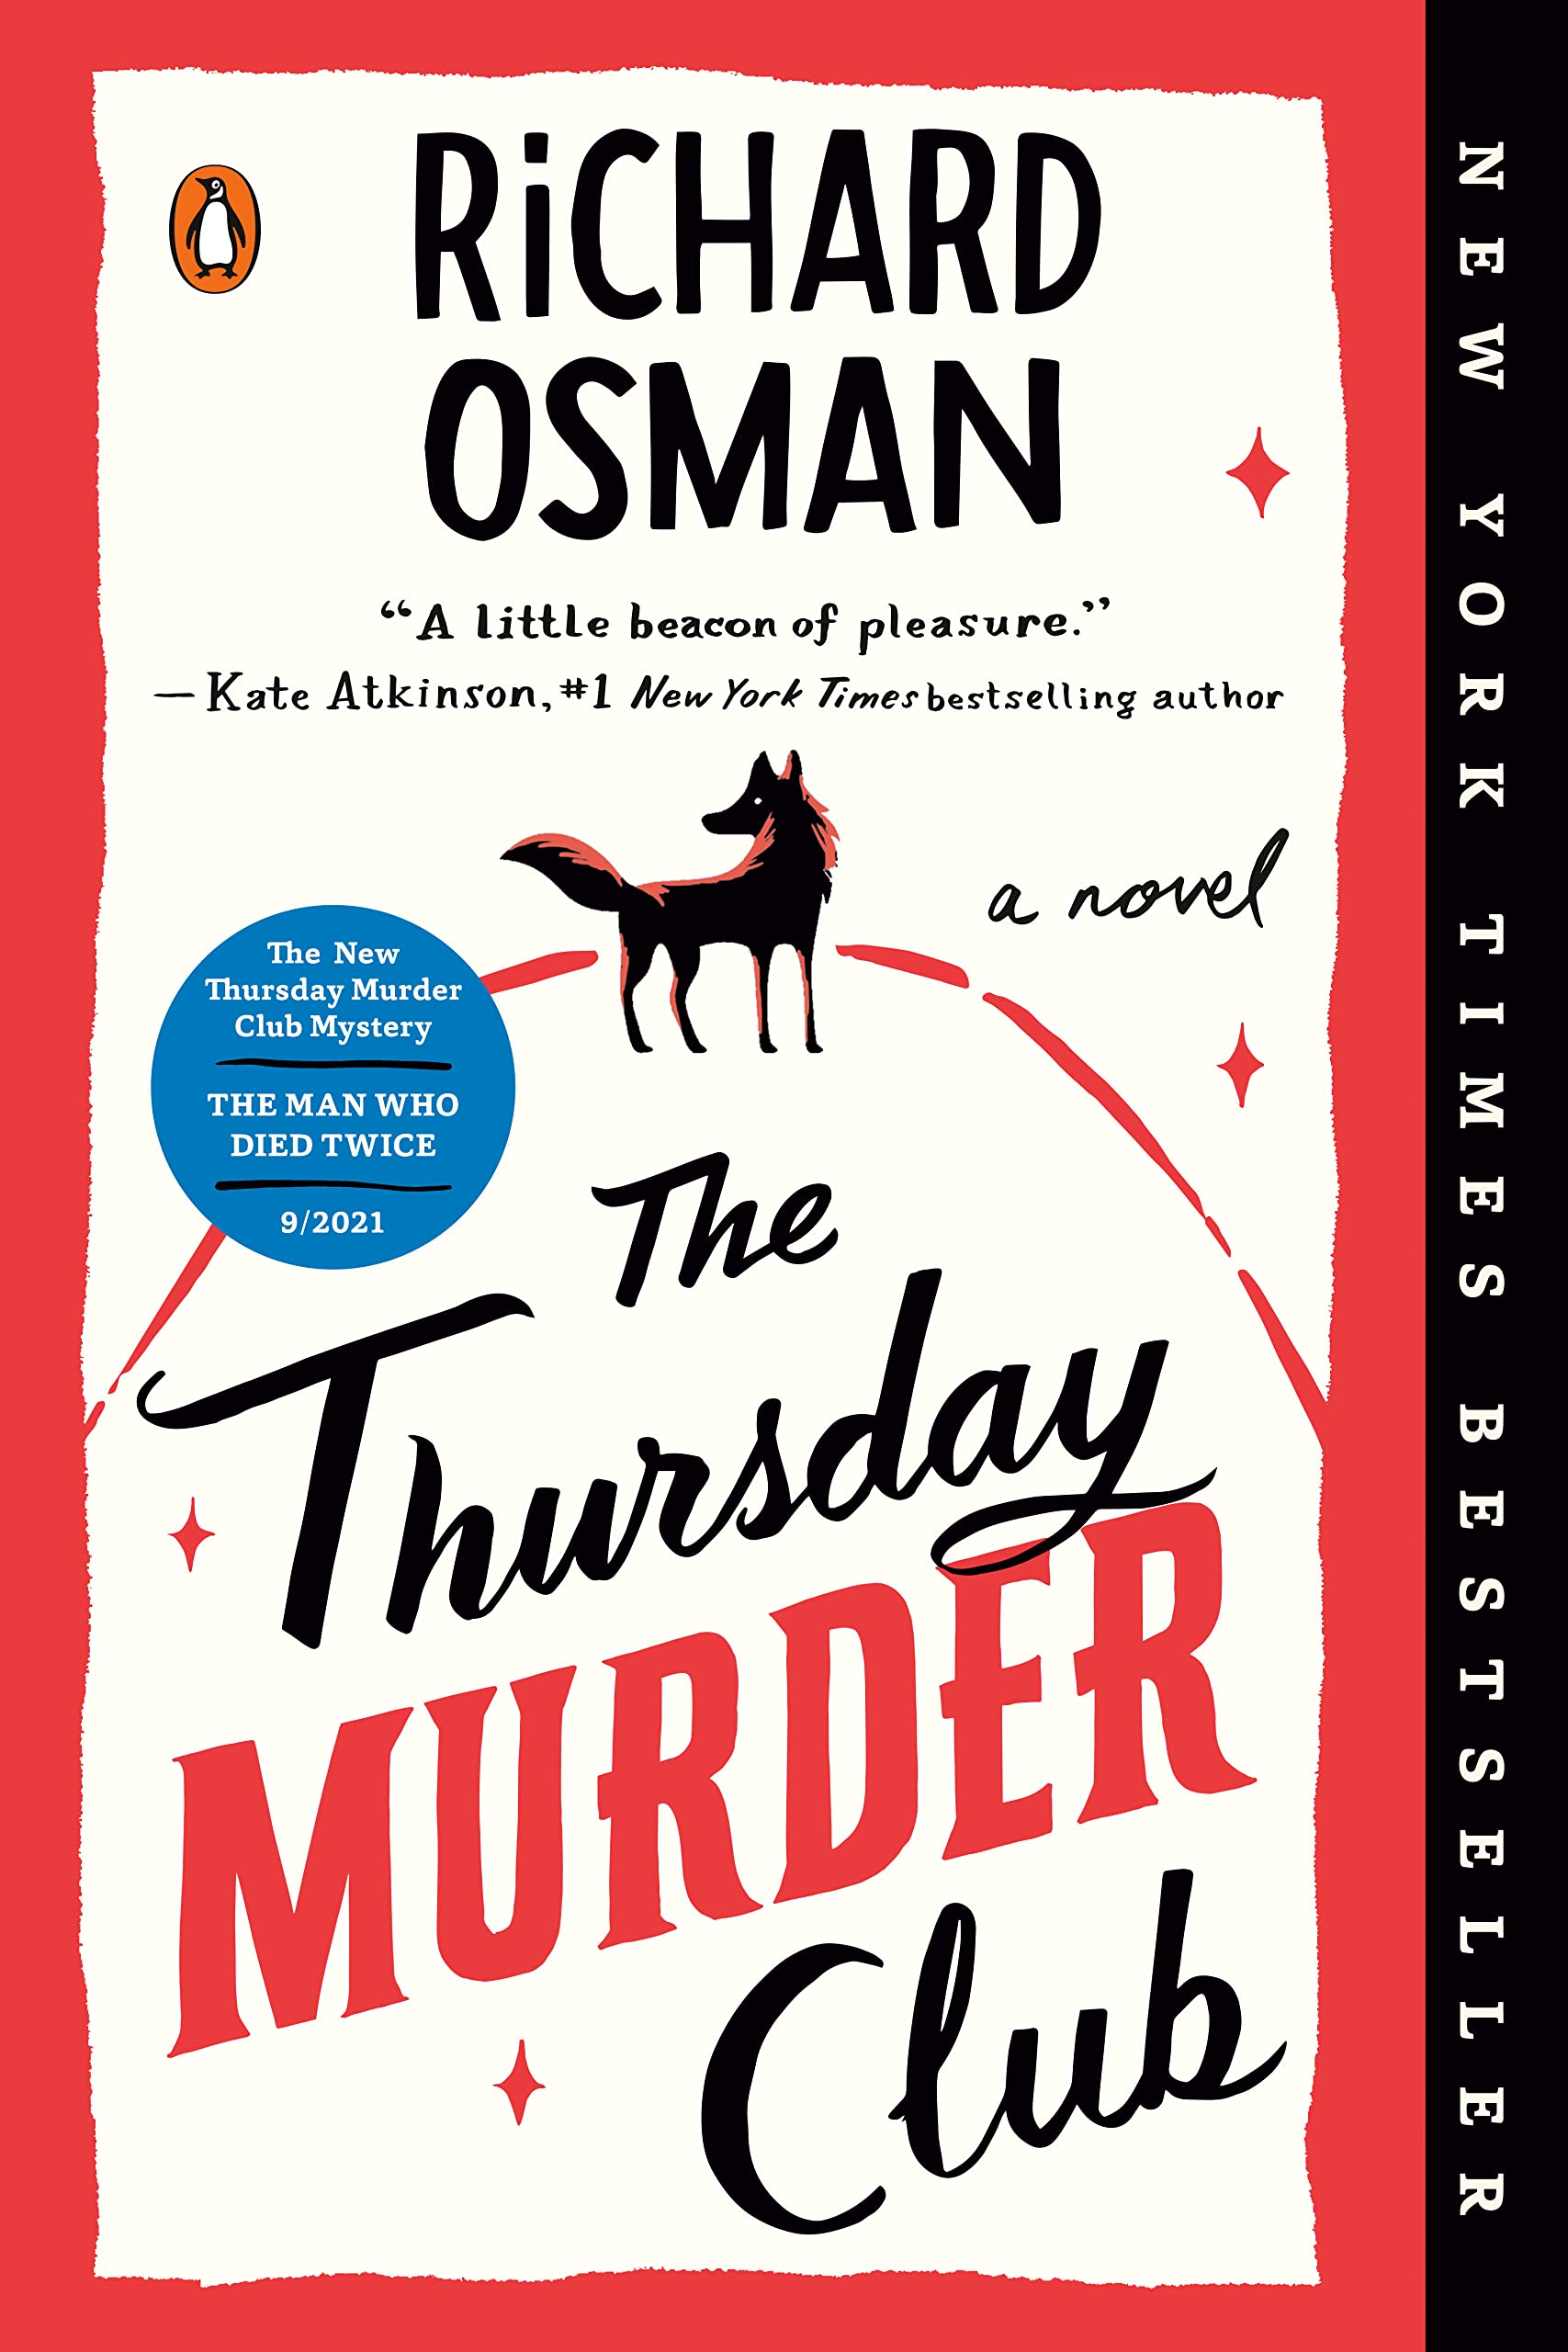 RiCHARD
OSMAN
“A little beacon of pleasure.”
—Kate Atkinson, #1 New York Times bestselling author
a novel
The New
Thursday Murder
Club Mystery
THE MAN WHO
DIED TWICE
9/2021
The
Thursday
MURDER
Club
NEW YORK TIMES BESTSELLER